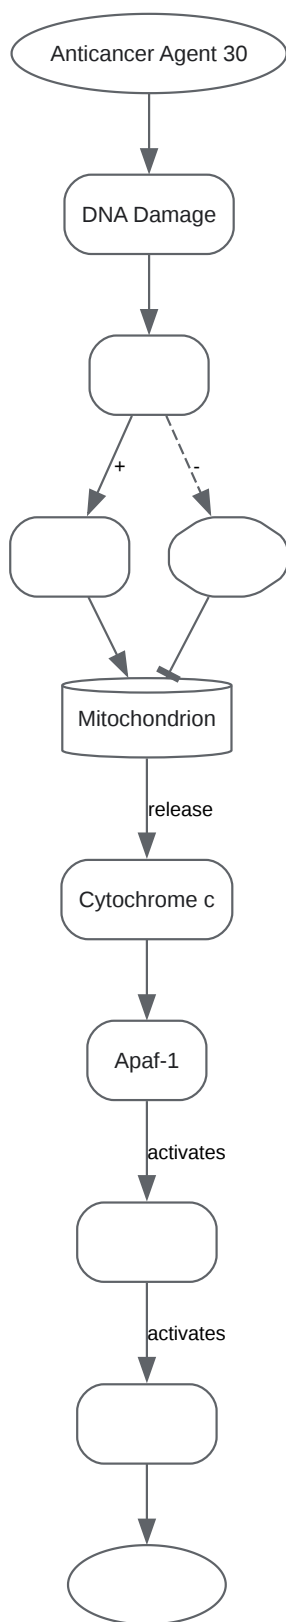 Anticancer Agent 30
DNA Damage
+
-
Mitochondrion
release
Cytochrome c
Apaf-1
activates
activates